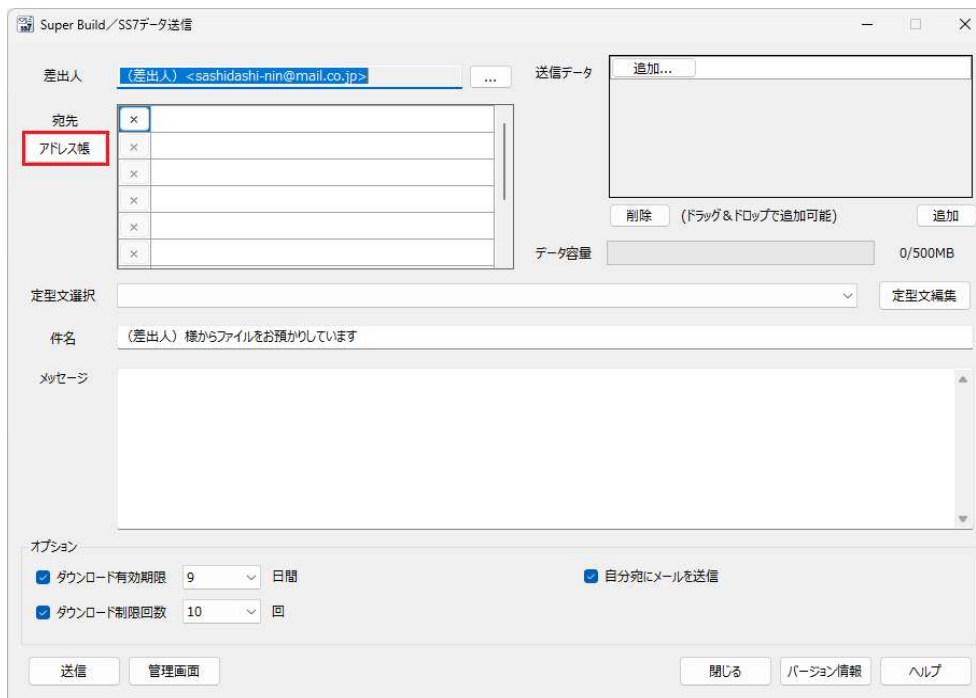 Super Build／SS7データ送信
差出人
（差出人）<sashidashi-nin@mail.co.jp>
...
送信データ
追加...
宛先
アドレス帳
×
×
×
×
×
×
削除
(ドラッグ＆ドロップで追加可能)
追加
データ容量
0/500MB
定型文選択
定型文編集
件名
（差出人）様からファイルをお預かりしています
メッセージ
オプション
ダウンロード有効期限
9
日間
自分宛にメールを送信
ダウンロード制限回数
10
回
送信
管理画面
閉じる
バージョン情報
ヘルプ